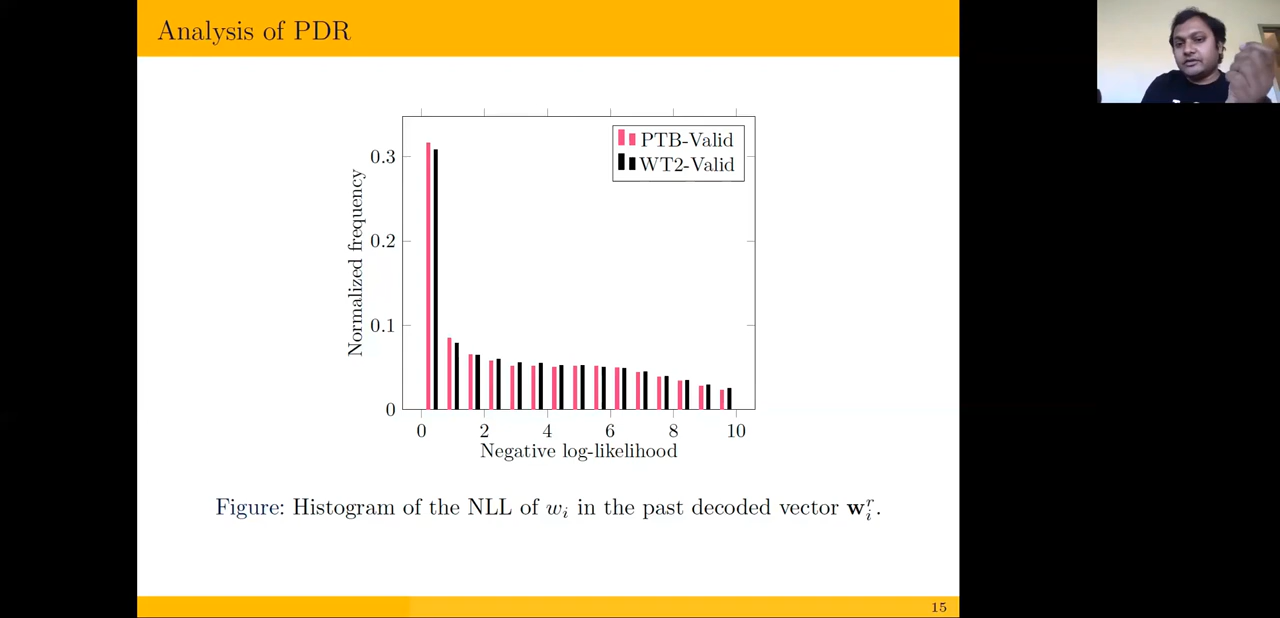 Analysis of PDR
PTB-Valid
WT2-Valid
Normalized frequency
0.3
0.2
0.1
0
0 2 4 6 8 10
Negative log-likelihood
Figure: Histogram of the NLL of wᵢ in the past decoded vector 𝐰ᵢʳ.
15